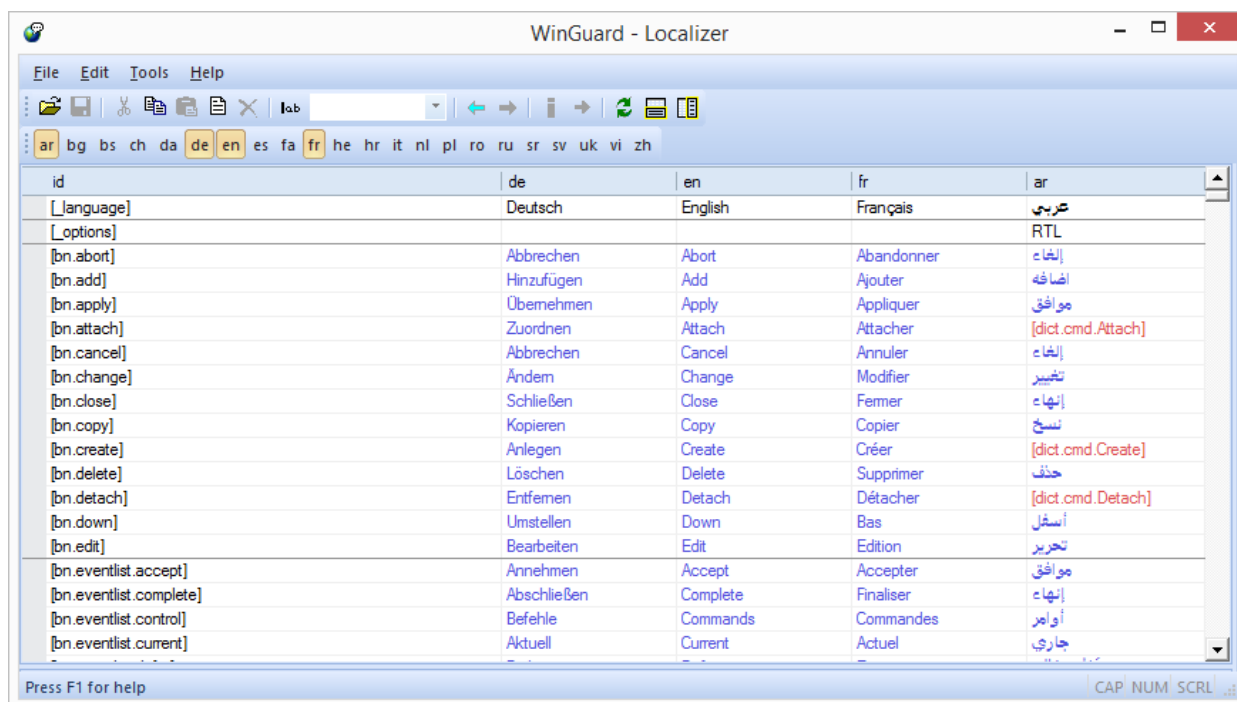 WinGuard - Localizer
File Edit Tools Help
ab
ar bg bs ch da de en es fa fr he hr it nl pl ro ru sr sv uk vi zh
id de en fr ar
[_language] Deutsch English Français عربي
[_options] RTL
[bn.abort] Abbrechen Abort Abandonner إلغاء
[bn.add] Hinzufügen Add Ajouter اضافه
[bn.apply] Übernehmen Apply Appliquer موافق
[bn.attach] Zuordnen Attach Attacher [dict.cmd.Attach]
[bn.cancel] Abbrechen Cancel Annuler إلغاء
[bn.change] Ändern Change Modifier تغيير
[bn.close] Schließen Close Fermer إنهاء
[bn.copy] Kopieren Copy Copier نسخ
[bn.create] Anlegen Create Créer [dict.cmd.Create]
[bn.delete] Löschen Delete Supprimer حذف
[bn.detach] Entfernen Detach Détacher [dict.cmd.Detach]
[bn.down] Umstellen Down Bas أسفل
[bn.edit] Bearbeiten Edit Edition تحرير
[bn.eventlist.accept] Annehmen Accept Accepter موافق
[bn.eventlist.complete] Abschließen Complete Finaliser إنهاء
[bn.eventlist.control] Befehle Commands Commandes أوامر
[bn.eventlist.current] Aktuell Current Actuel جاري
Press F1 for help CAP NUM SCRL